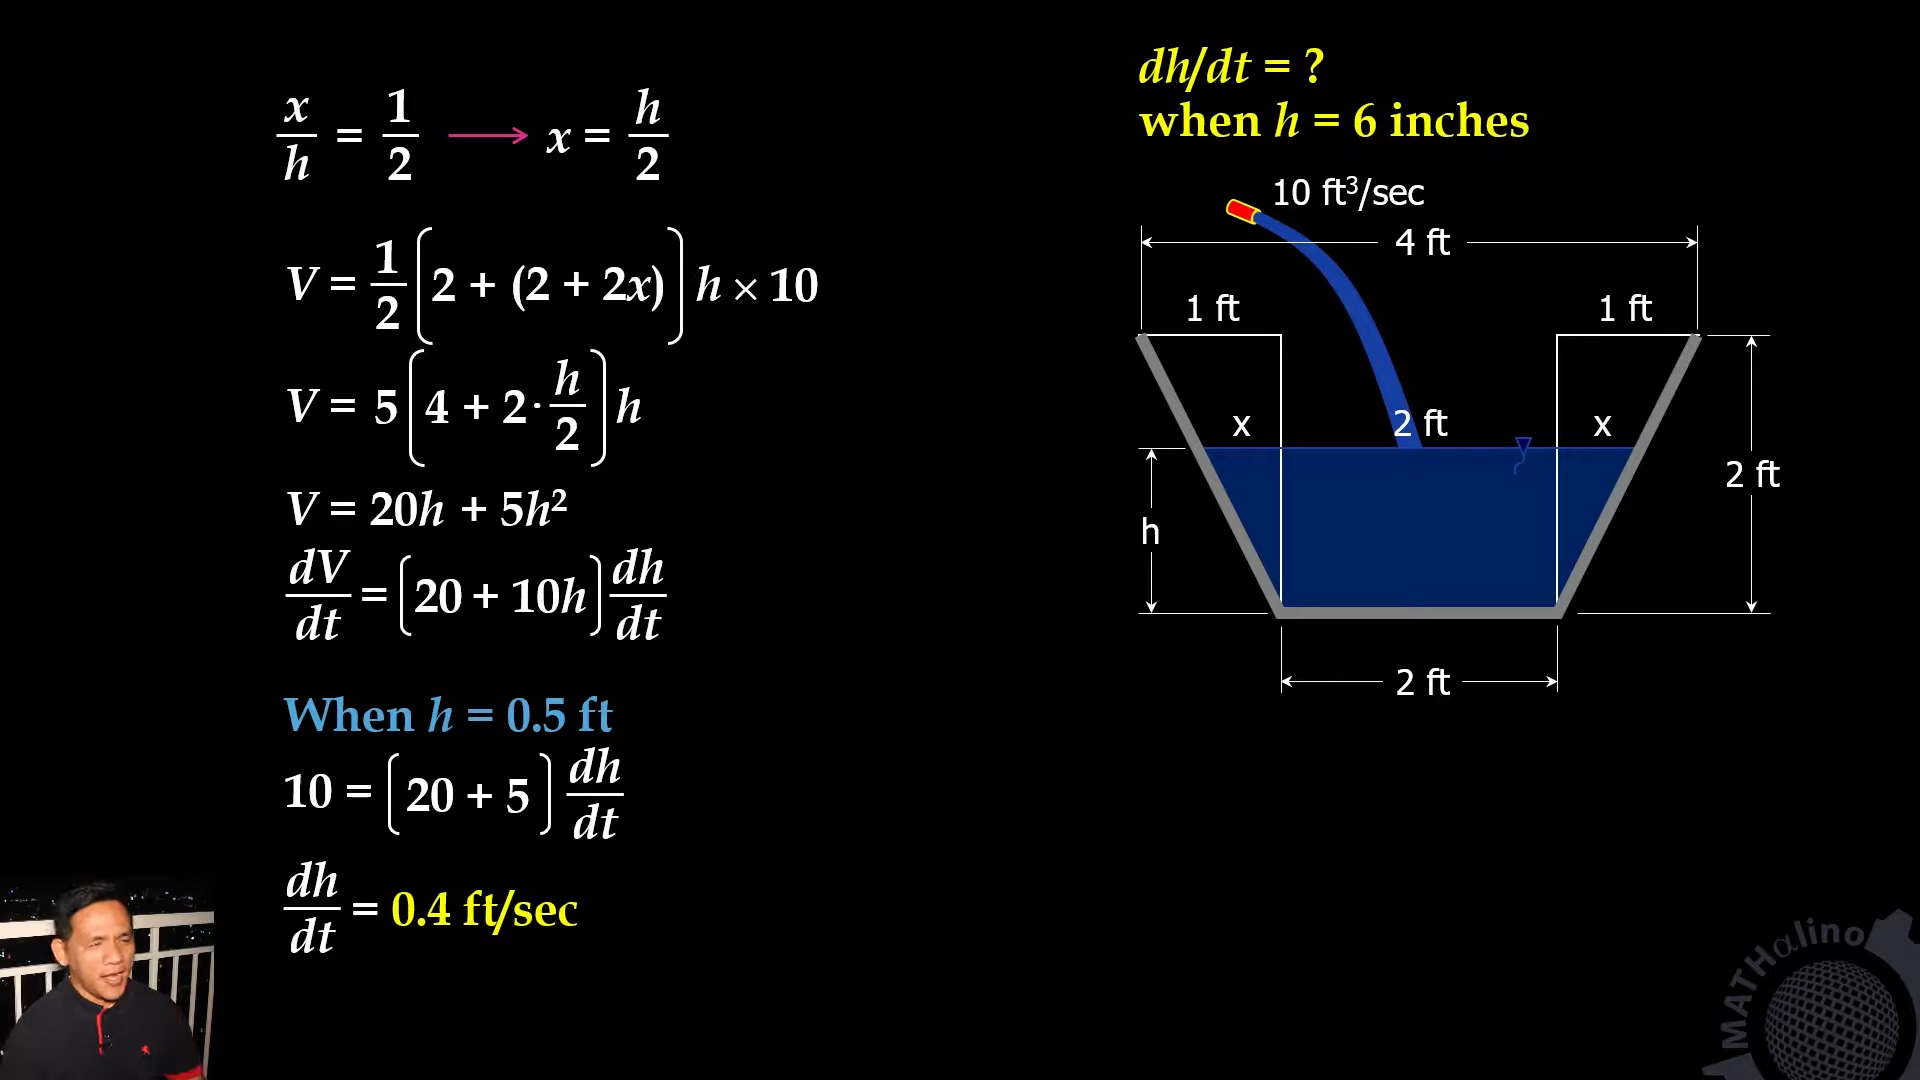 x/h = 1/2 ⟶ x = h/2
V = 1/2 [2 + (2 + 2x)] h × 10
V = 5 [4 + 2 · h/2] h
V = 20h + 5h²
dV/dt = [20 + 10h] dh/dt
When h = 0.5 ft
10 = [20 + 5] dh/dt
dh/dt = 0.4 ft/sec
dh/dt = ?
when h = 6 inches
10 ft³/sec
4 ft
1 ft
1 ft
x
2 ft
x
h
2 ft
2 ft
MATHalino